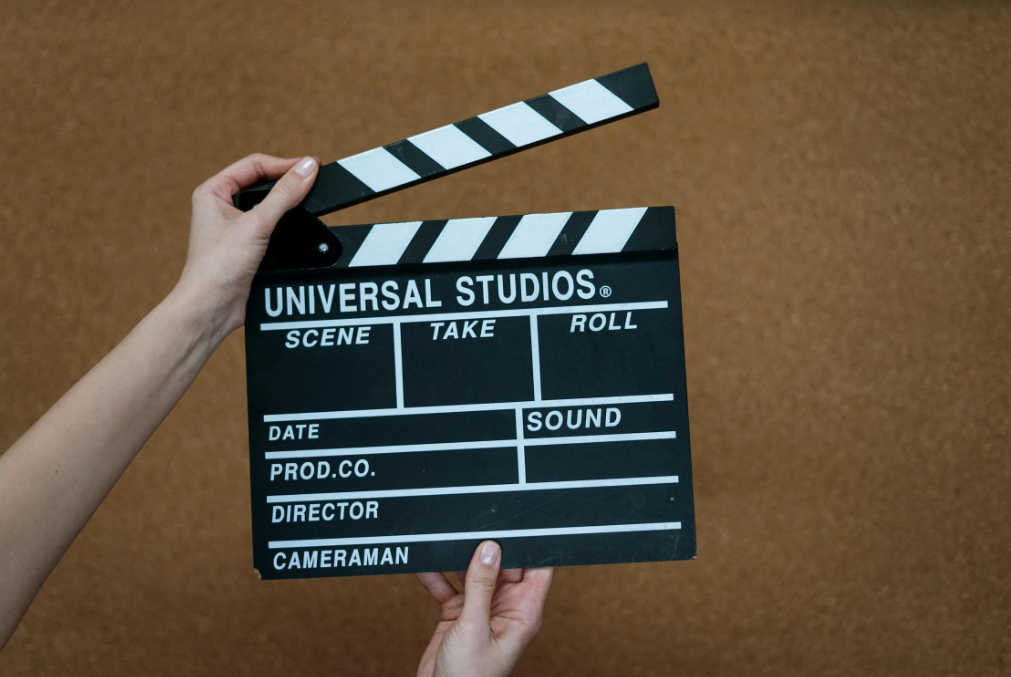 UNIVERSAL STUDIOS®
SCENE TAKE ROLL
DATE SOUND
PROD.CO.
DIRECTOR
CAMERAMAN